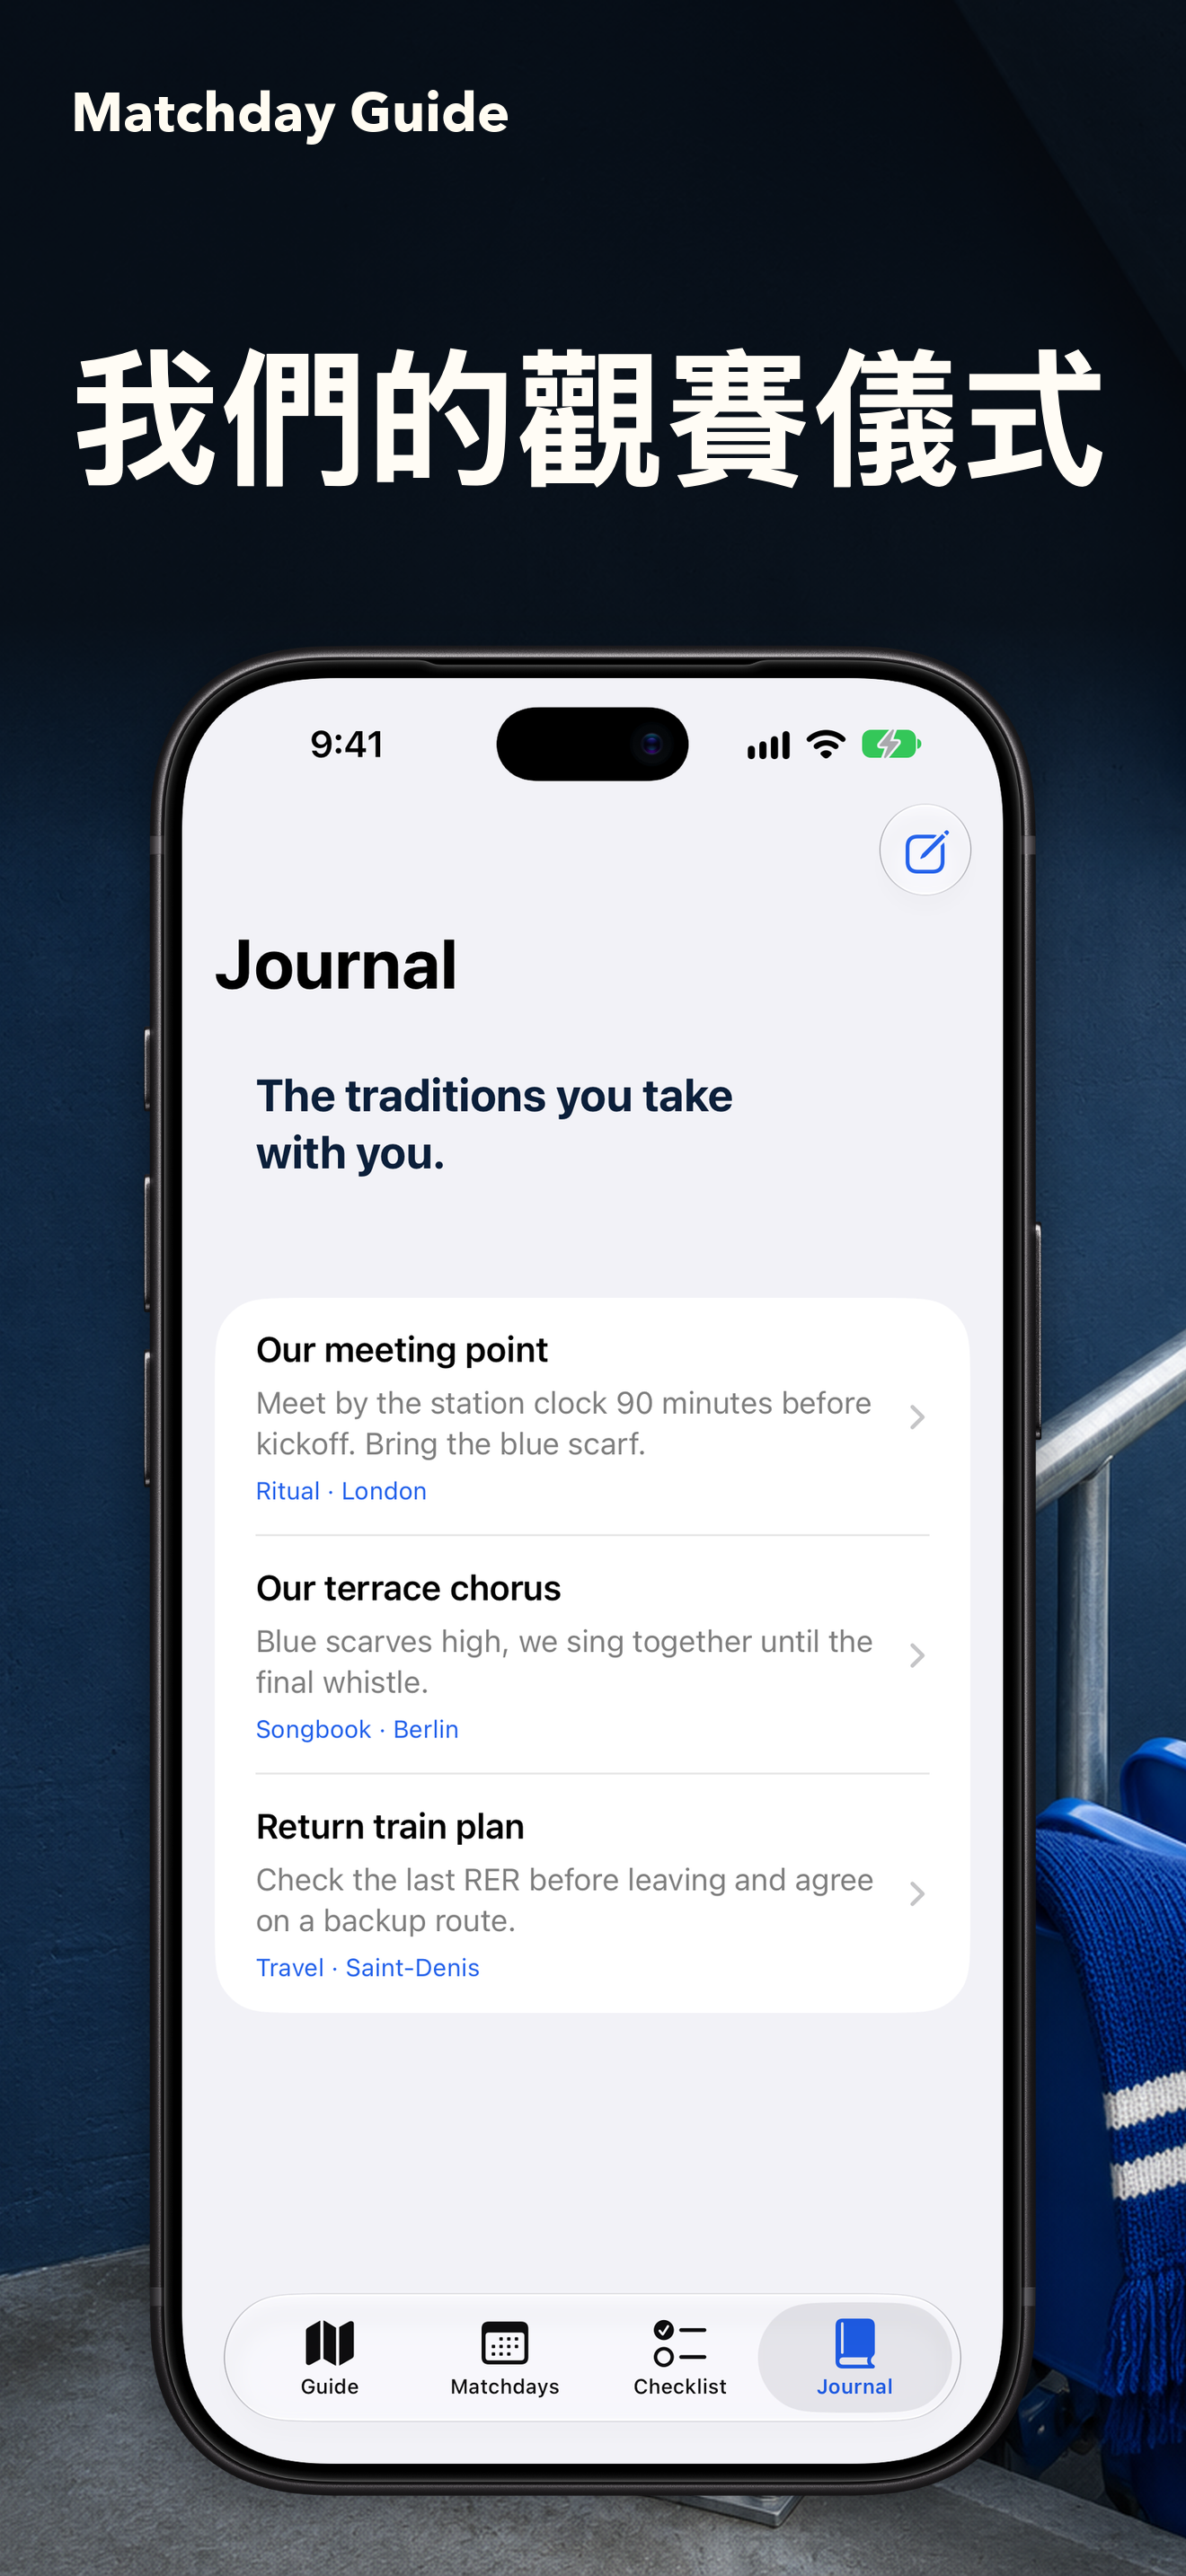 Matchday Guide
我們的觀賽儀式
9:41
Journal
The traditions you take
with you.
Our meeting point
Meet by the station clock 90 minutes before
kickoff. Bring the blue scarf.
Ritual · London
Our terrace chorus
Blue scarves high, we sing together until the
final whistle.
Songbook · Berlin
Return train plan
Check the last RER before leaving and agree
on a backup route.
Travel · Saint-Denis
Guide
Matchdays
Checklist
Journal